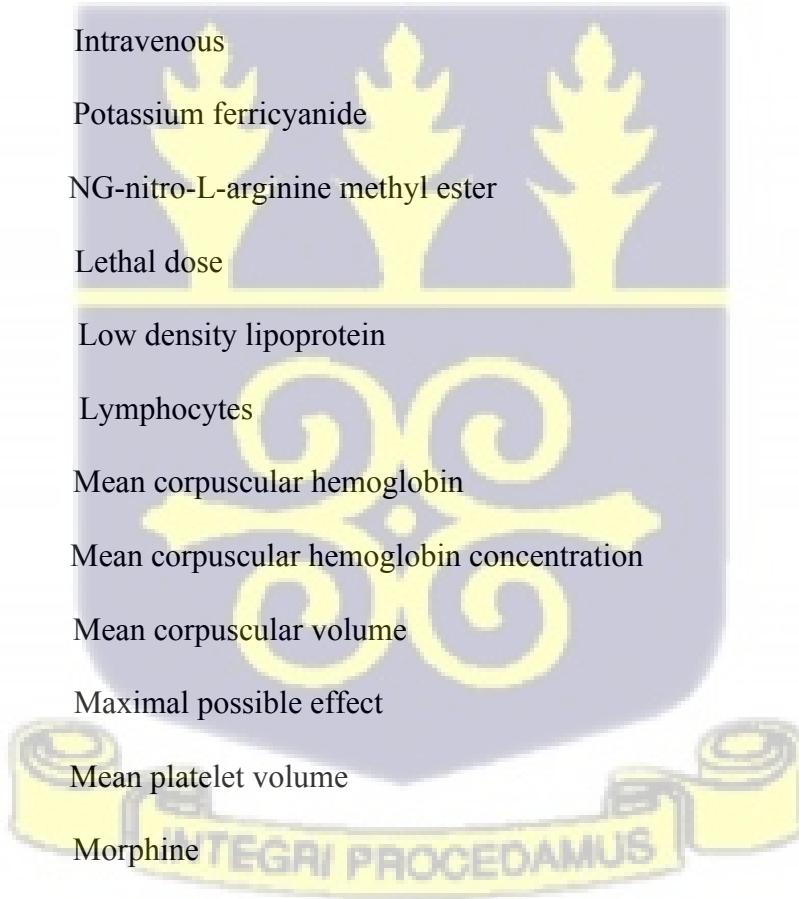 Intravenous
Potassium ferricyanide
NG-nitro-L-arginine methyl ester
Lethal dose
Low density lipoprotein
Lymphocytes
Mean corpuscular hemoglobin
Mean corpuscular hemoglobin concentration
Mean corpuscular volume
Maximal possible effect
Mean platelet volume
Morphine
INTEGRI PROCEDAMUS